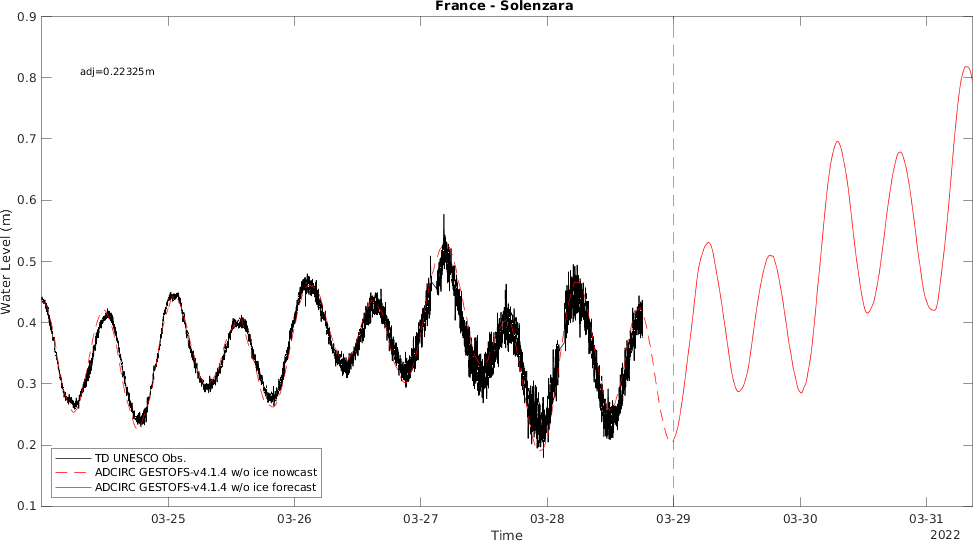 France - Solenzara
0.9
0.8
adj=0.22325m
0.7
0.6
0.5
0.4
0.3
0.2
0.1
Water Level (m)
TD UNESCO Obs.
ADCIRC GESTOFS-v4.1.4 w/o ice nowcast
ADCIRC GESTOFS-v4.1.4 w/o ice forecast
03-25 03-26 03-27 03-28 03-29 03-30 03-31
Time
2022